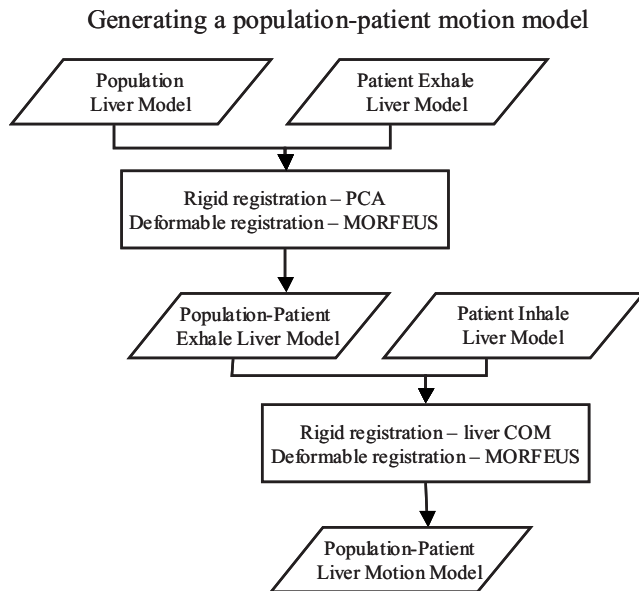 Generating a population-patient motion model
Population
Liver Model
Patient Exhale
Liver Model
Rigid registration – PCA
Deformable registration – MORFEUS
Population-Patient
Exhale Liver Model
Patient Inhale
Liver Model
Rigid registration – liver COM
Deformable registration – MORFEUS
Population-Patient
Liver Motion Model